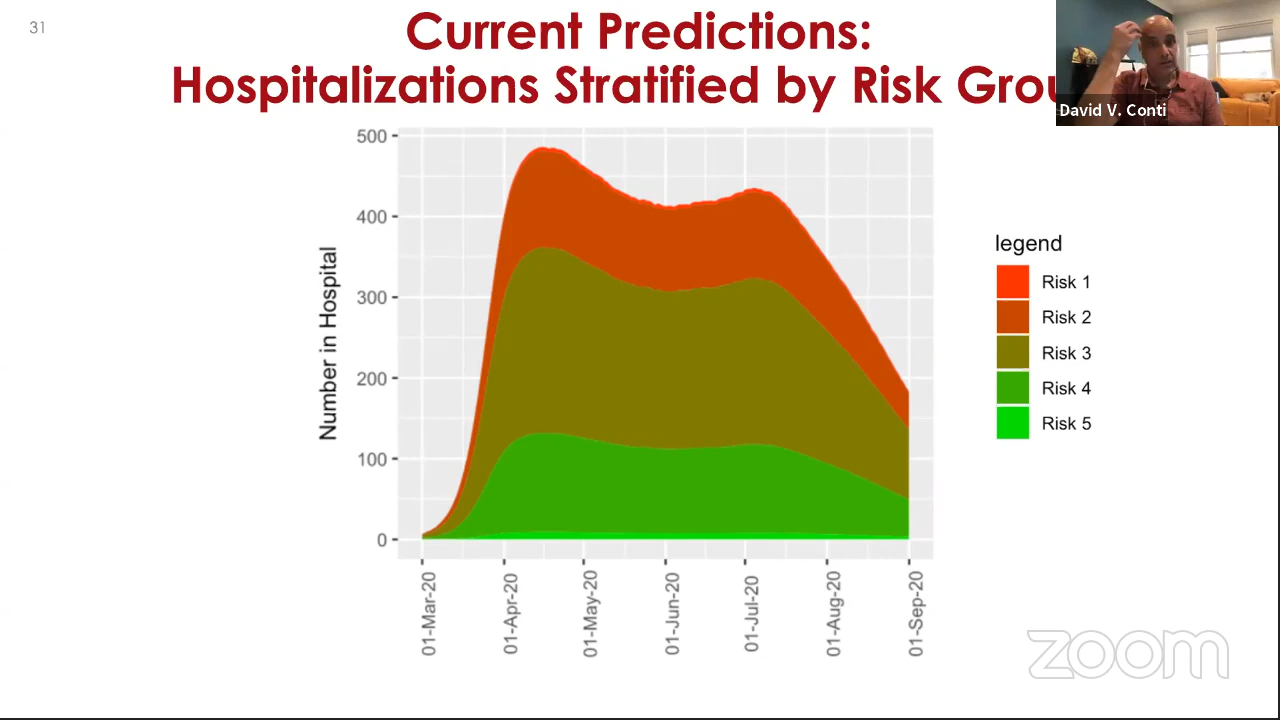 31
Current Predictions:
Hospitalizations Stratified by Risk Grou
David V. Conti
500
400
300
200
100
0
Number in Hospital
01-Mar-20
01-Apr-20
01-May-20
01-Jun-20
01-Jul-20
01-Aug-20
01-Sep-20
legend
Risk 1
Risk 2
Risk 3
Risk 4
Risk 5
zoom